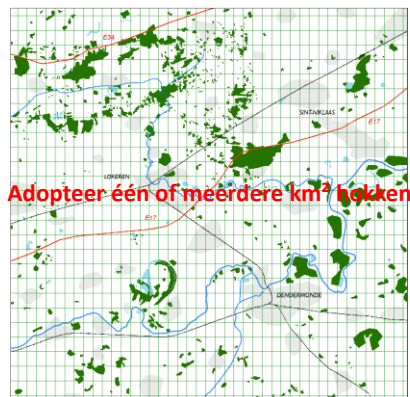 E34
SINT-NIKLAAS
E17
LOKEREN
Adopteer één of meerdere km² hokken
E17
DENDERMONDE